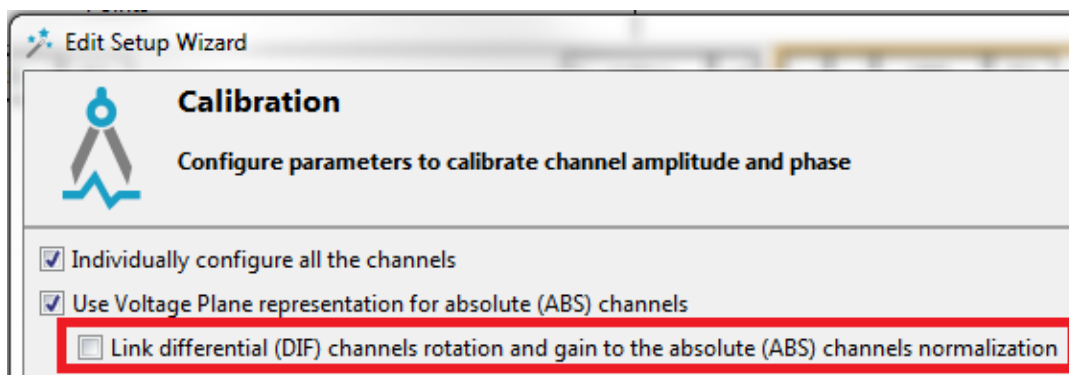 Edit Setup Wizard
Calibration
Configure parameters to calibrate channel amplitude and phase
Individually configure all the channels
Use Voltage Plane representation for absolute (ABS) channels
Link differential (DIF) channels rotation and gain to the absolute (ABS) channels normalization